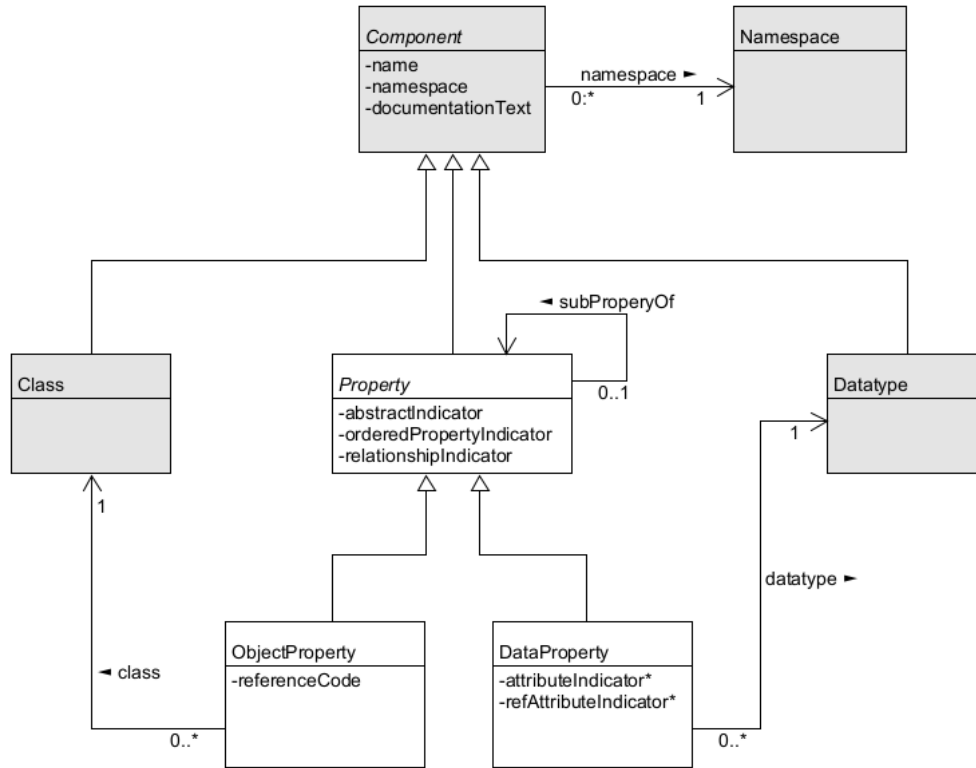 Component
-name
-namespace
-documentationText
namespace ►
0:*
1
Namespace
◄ subProperyOf
0..1
Class
Property
-abstractIndicator
-orderedPropertyIndicator
-relationshipIndicator
Datatype
1
1
datatype ►
◄ class
ObjectProperty
-referenceCode
0..*
DataProperty
-attributeIndicator*
-refAttributeIndicator*
0..*